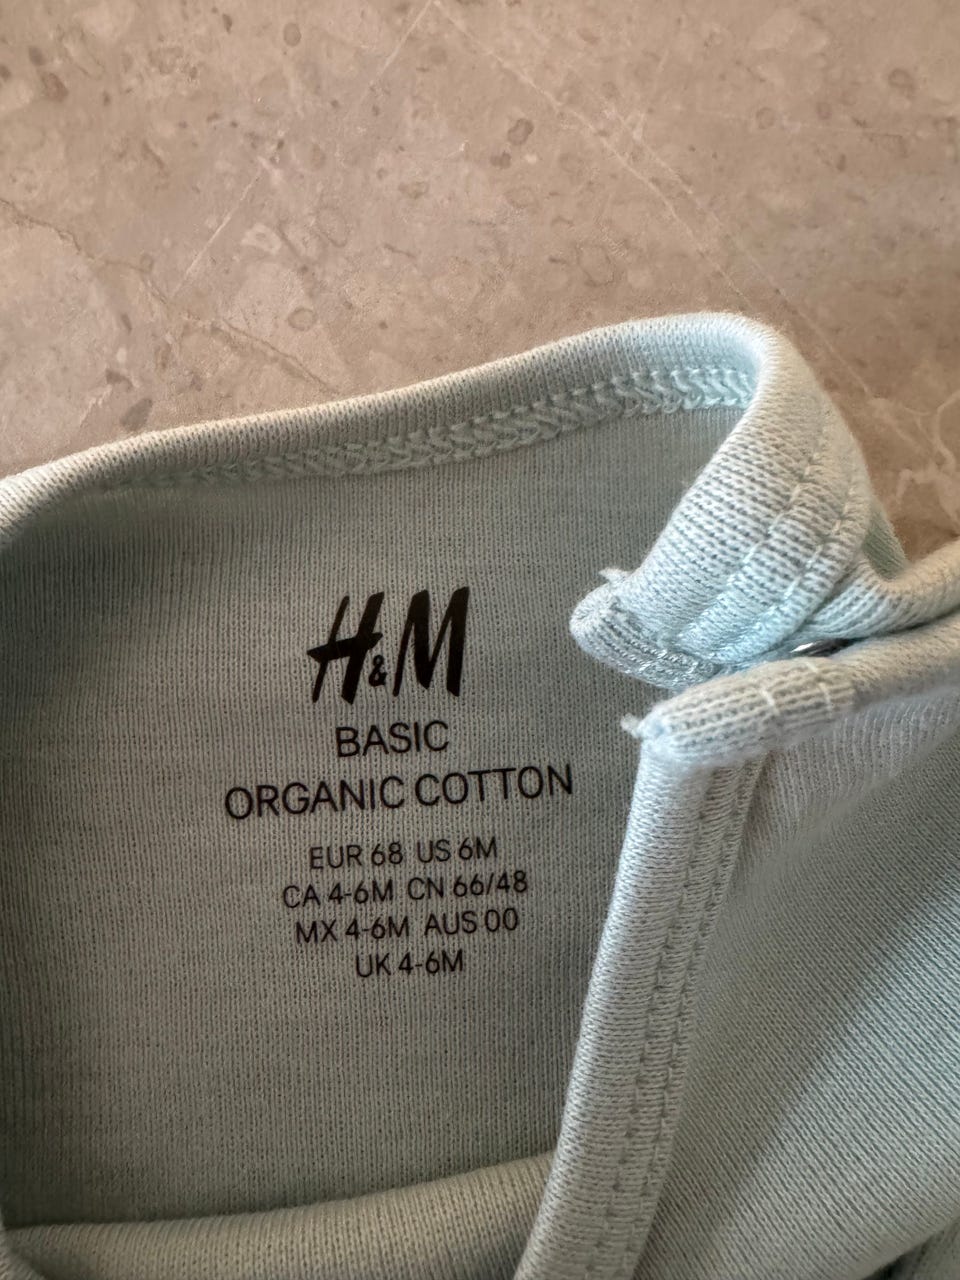 H&M
BASIC
ORGANIC COTTON
EUR 68 US 6M
CA 4-6M CN 66/48
MX 4-6M AUS 00
UK 4-6M